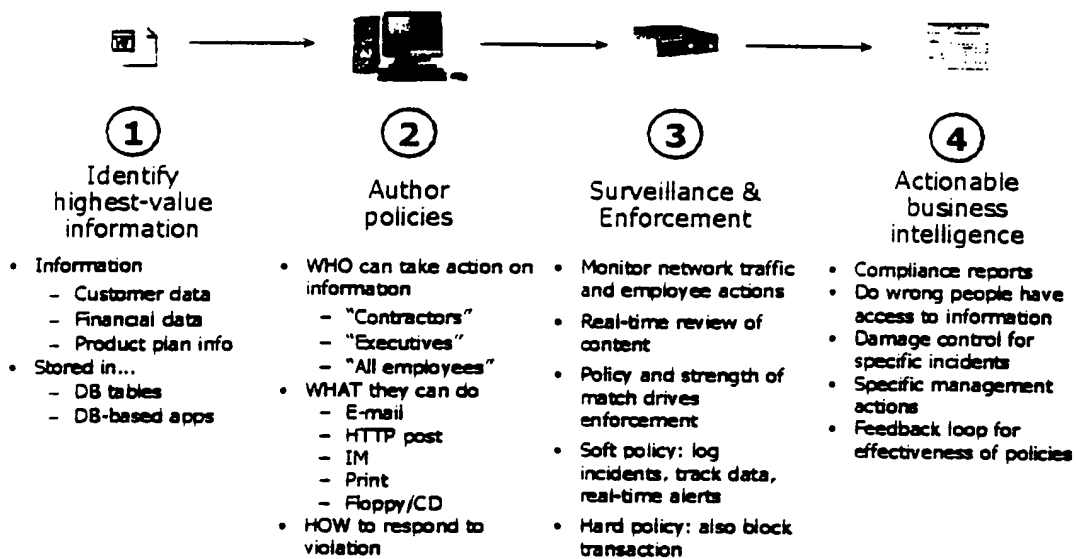 1
Identify
highest-value
information
• Information
– Customer data
– Financial data
– Product plan info
• Stored in...
– DB tables
– DB-based apps
2
Author
policies
• WHO can take action on
information
– "Contractors"
– "Executives"
– "All employees"
• WHAT they can do
– E-mail
– HTTP post
– IM
– Print
– Floppy/CD
• HOW to respond to
violation
3
Surveillance &
Enforcement
• Monitor network traffic
and employee actions
• Real-time review of
content
• Policy and strength of
match drives
enforcement
• Soft policy: log
incidents, track data,
real-time alerts
• Hard policy: also block
transaction
4
Actionable
business
intelligence
• Compliance reports
• Do wrong people have
access to information
• Damage control for
specific incidents
• Specific management
actions
• Feedback loop for
effectiveness of policies